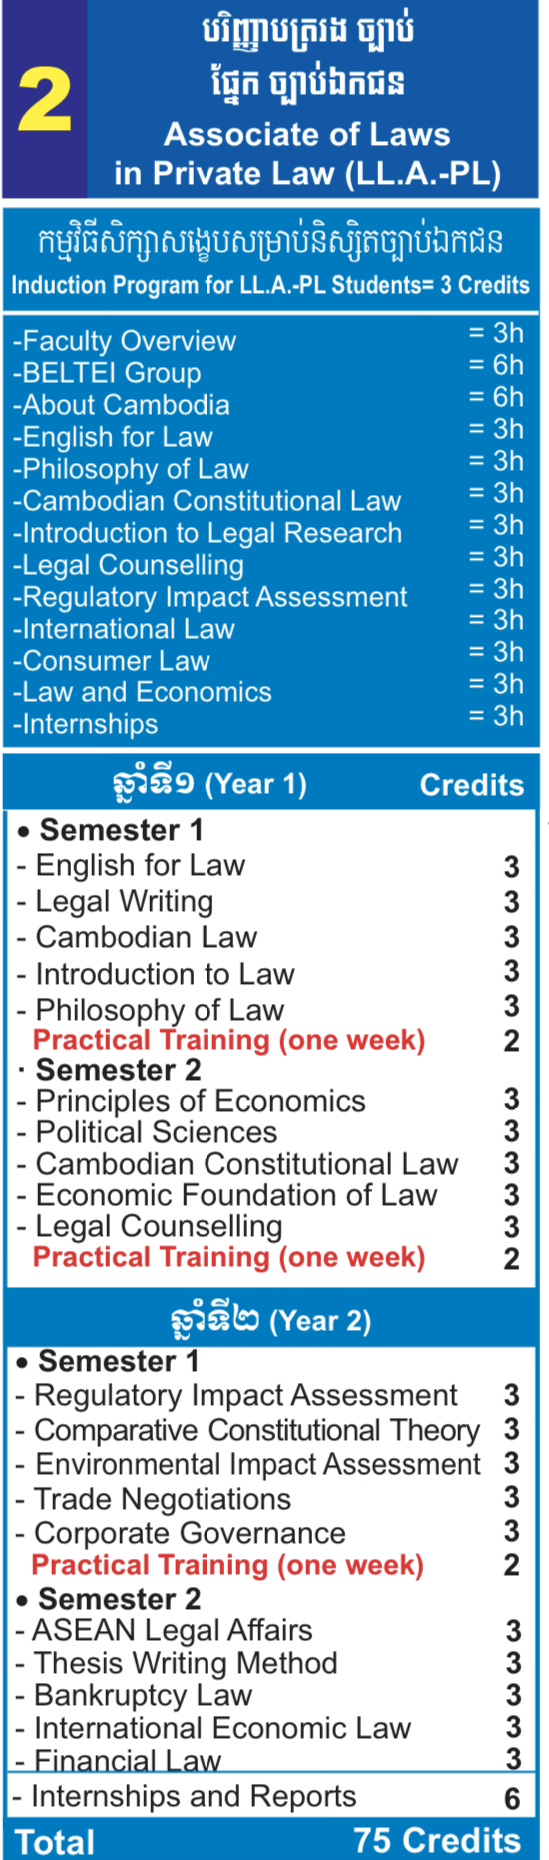 បរិញ្ញាបត្ររង ច្បាប់
2
ផ្នែក ច្បាប់ឯកជន
Associate of Laws
in Private Law (LL.A.-PL)
កម្មវិធីសិក្សាសង្ខេបសម្រាប់និស្សិតច្បាប់ឯកជន
Induction Program for LL.A.-PL Students= 3 Credits
-Faculty Overview = 3h
-BELTEI Group = 6h
-About Cambodia = 6h
-English for Law = 3h
-Philosophy of Law = 3h
-Cambodian Constitutional Law = 3h
-Introduction to Legal Research = 3h
-Legal Counselling = 3h
-Regulatory Impact Assessment = 3h
-International Law = 3h
-Consumer Law = 3h
-Law and Economics = 3h
-Internships = 3h
ឆ្នាំទី១ (Year 1) Credits
• Semester 1
- English for Law 3
- Legal Writing 3
- Cambodian Law 3
- Introduction to Law 3
- Philosophy of Law 3
Practical Training (one week) 2
· Semester 2
- Principles of Economics 3
- Political Sciences 3
- Cambodian Constitutional Law 3
- Economic Foundation of Law 3
- Legal Counselling 3
Practical Training (one week) 2
ឆ្នាំទី២ (Year 2)
• Semester 1
- Regulatory Impact Assessment 3
- Comparative Constitutional Theory 3
- Environmental Impact Assessment 3
- Trade Negotiations 3
- Corporate Governance 3
Practical Training (one week) 2
• Semester 2
- ASEAN Legal Affairs 3
- Thesis Writing Method 3
- Bankruptcy Law 3
- International Economic Law 3
- Financial Law 3
- Internships and Reports 6
Total 75 Credits